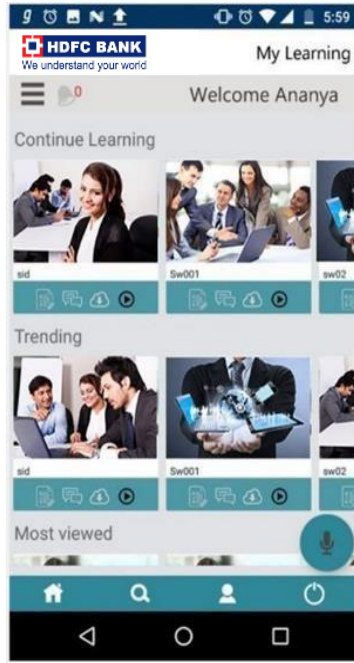 5:59
HDFC BANK
We understand your world
My Learning
0
Welcome Ananya
Continue Learning
sid
Sw001
sw02
Trending
sid
Sw001
sw02
Most viewed